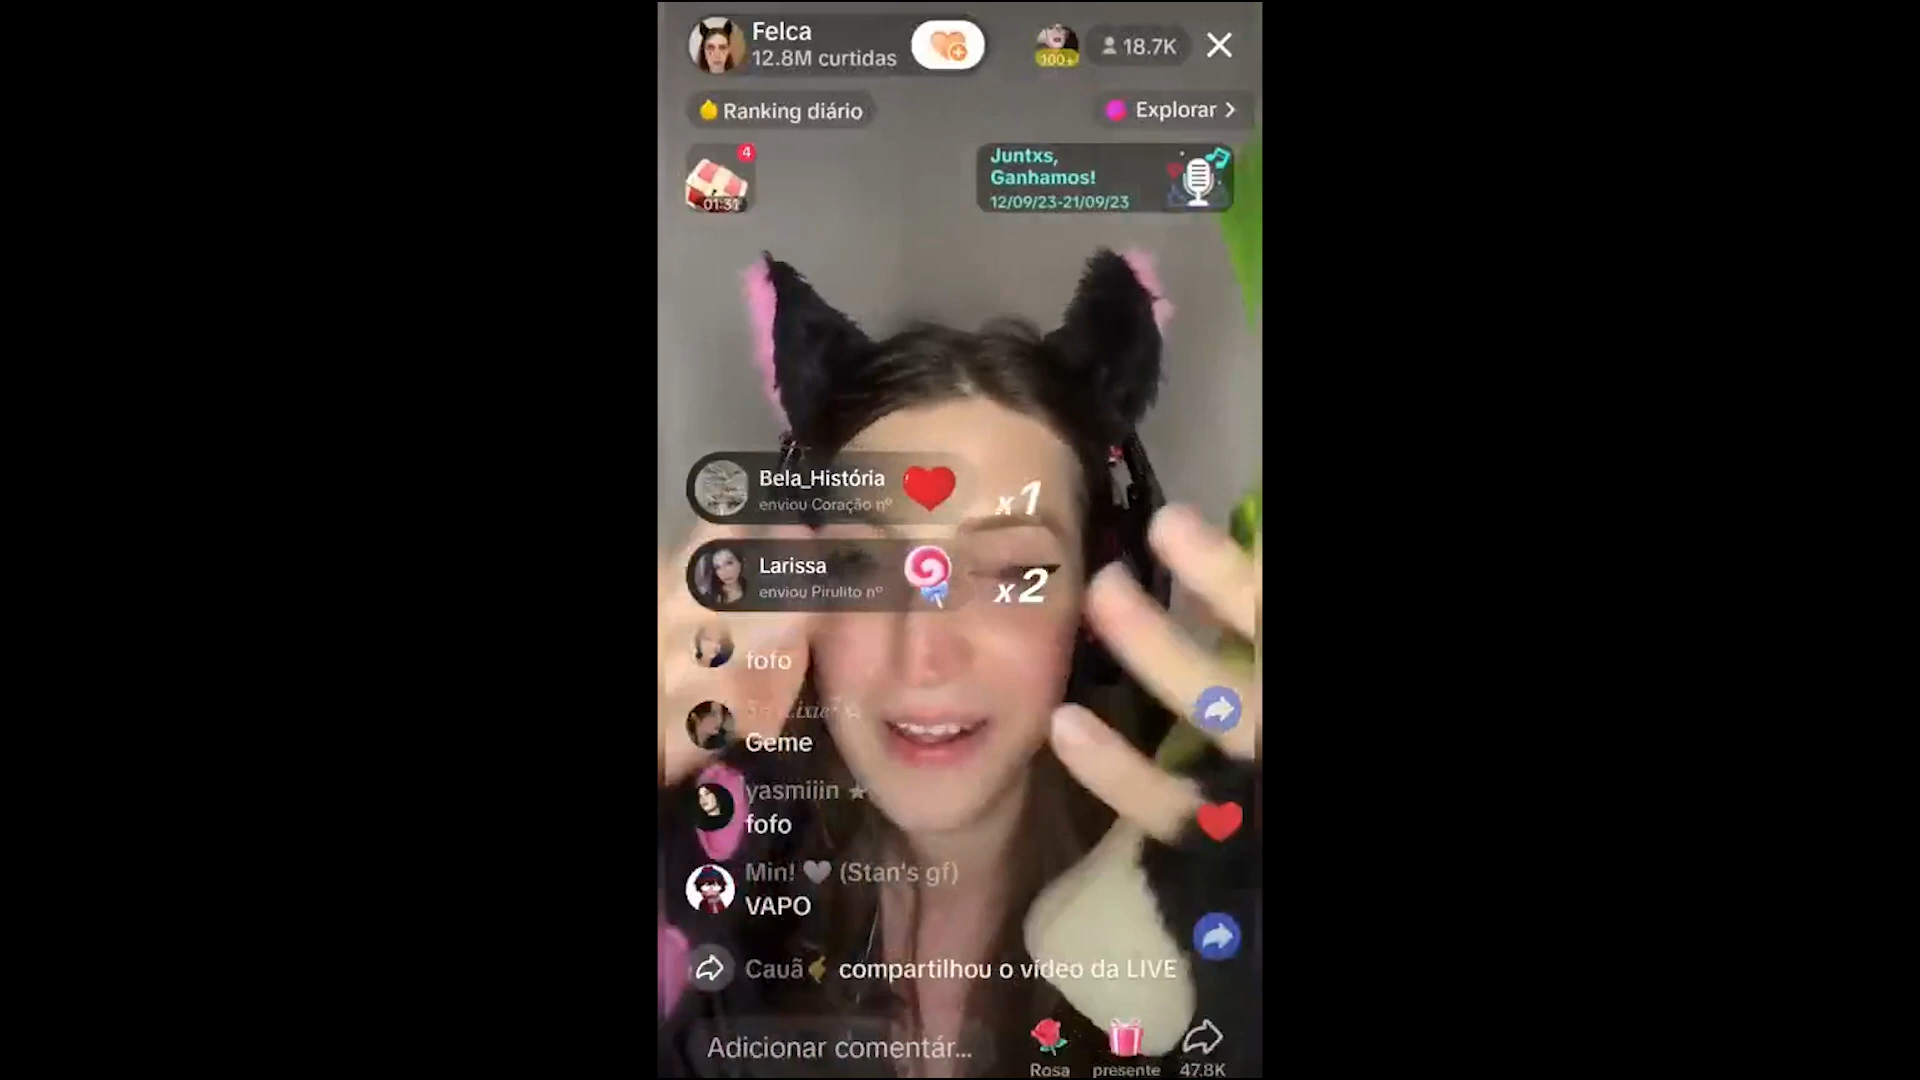 Felca
12.8M curtidas
100+
18.7K
Ranking diário
Explorar
4
01:31
Juntxs,
Ganhamos!
12/09/23-21/09/23
Bela_História
enviou Coração nº
x1
Larissa
enviou Pirulito nº
x2
fofo
Geme
yasmiiin
fofo
Min! (Stan's gf)
VAPO
Cauã compartilhou o vídeo da LIVE
Adicionar comentár...
Rosa
presente
47.8K